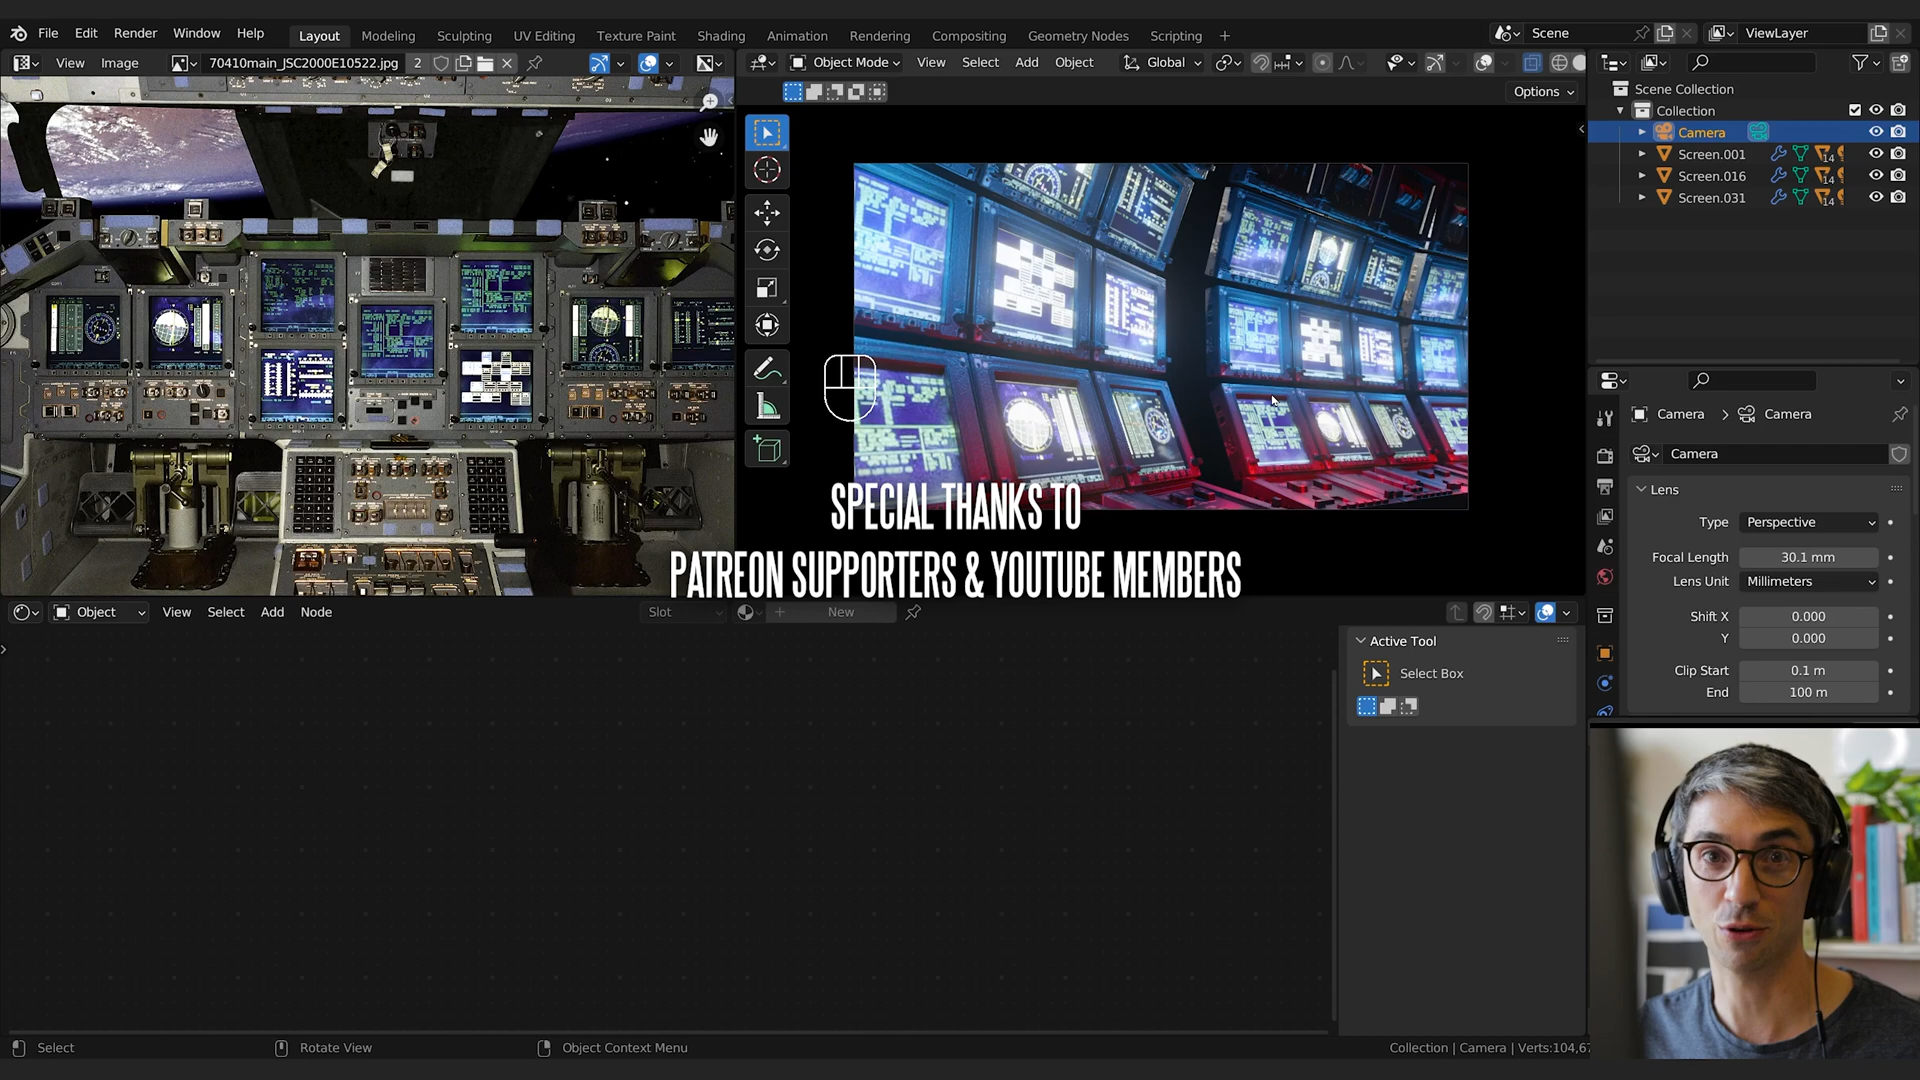 File Edit Render Window Help Layout Modeling Sculpting UV Editing Texture Paint Shading Animation Rendering Compositing Geometry Nodes Scripting Scene ViewLayer
View Image 70410main_JSC2000E10522.jpg 2 Object Mode View Select Add Object Global
Options
Scene Collection
Collection
Camera
Screen.001 14
Screen.016 14
Screen.031 14
Camera Camera
Camera
Lens
Type Perspective
Focal Length 30.1 mm
Lens Unit Millimeters
Shift X 0.000
Y 0.000
Clip Start 0.1 m
End 100 m
SPECIAL THANKS TO
PATREON SUPPORTERS & YOUTUBE MEMBERS
Object View Select Add Node Slot New
Active Tool
Select Box
Select Rotate View Object Context Menu Collection | Camera | Verts:104,67